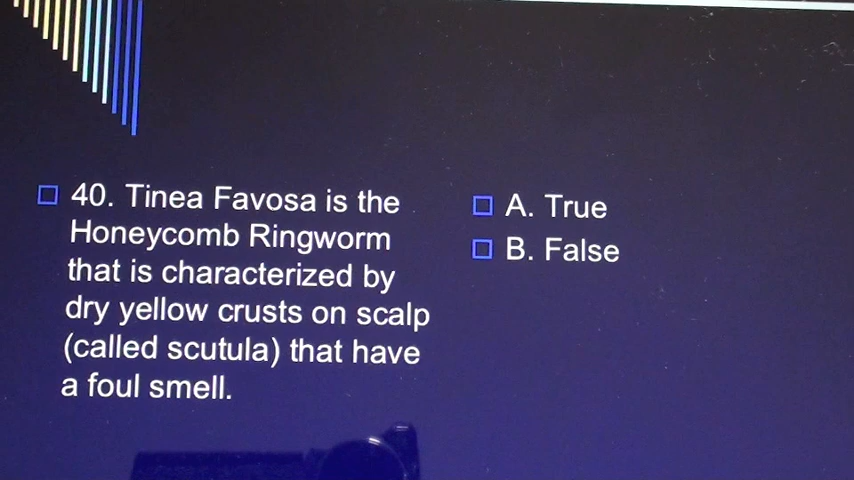 40. Tinea Favosa is the
Honeycomb Ringworm
that is characterized by
dry yellow crusts on scalp
(called scutula) that have
a foul smell.
A. True
B. False